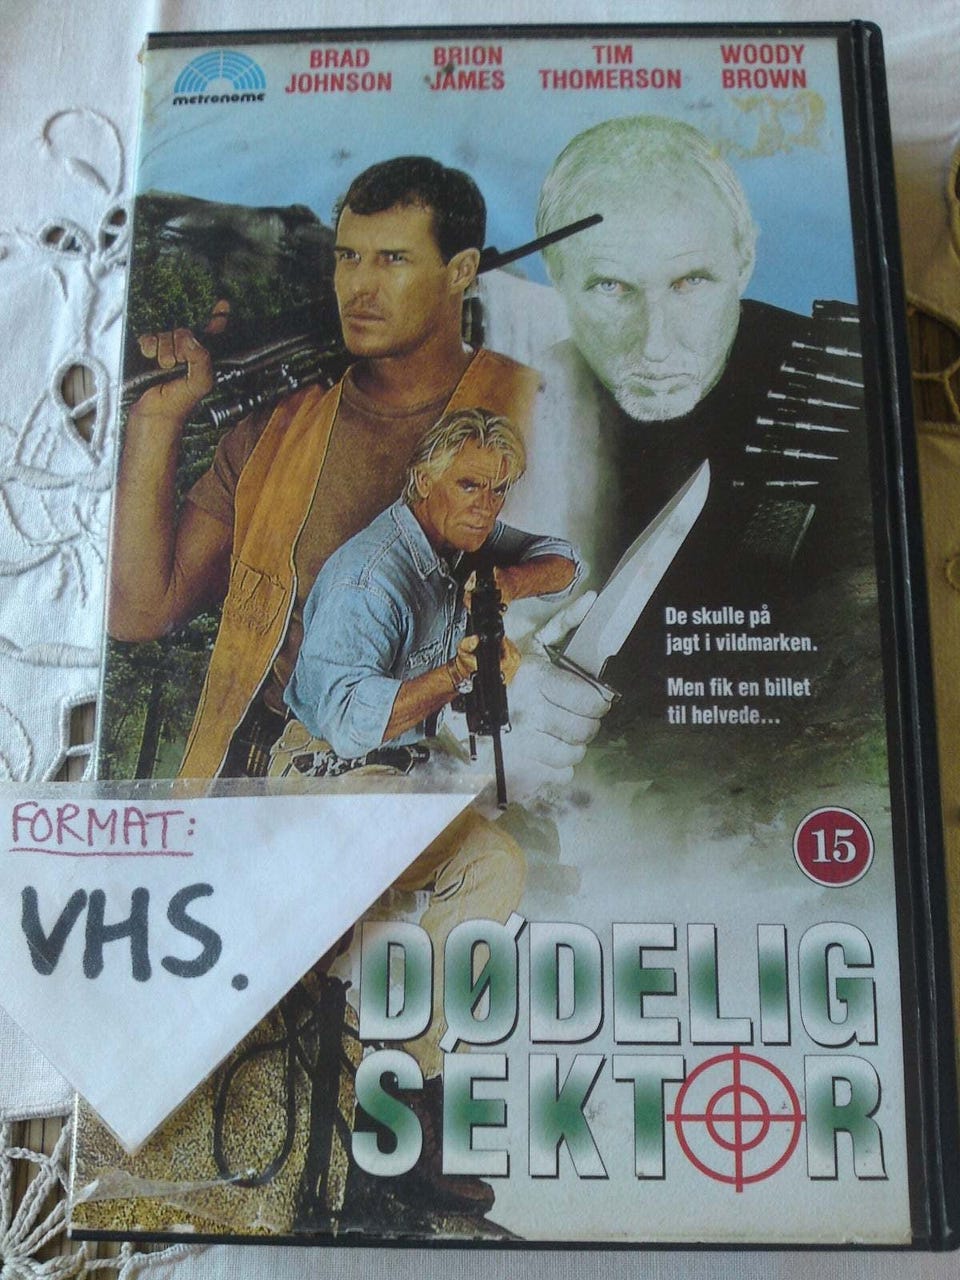 metronome
BRAD
JOHNSON
BRION
JAMES
TIM
THOMERSON
WOODY
BROWN
De skulle på
jagt i vildmarken.
Men fik en billet
til helvede...
15
FORMAT:
VHS.
DØDELIG
SEKTOR